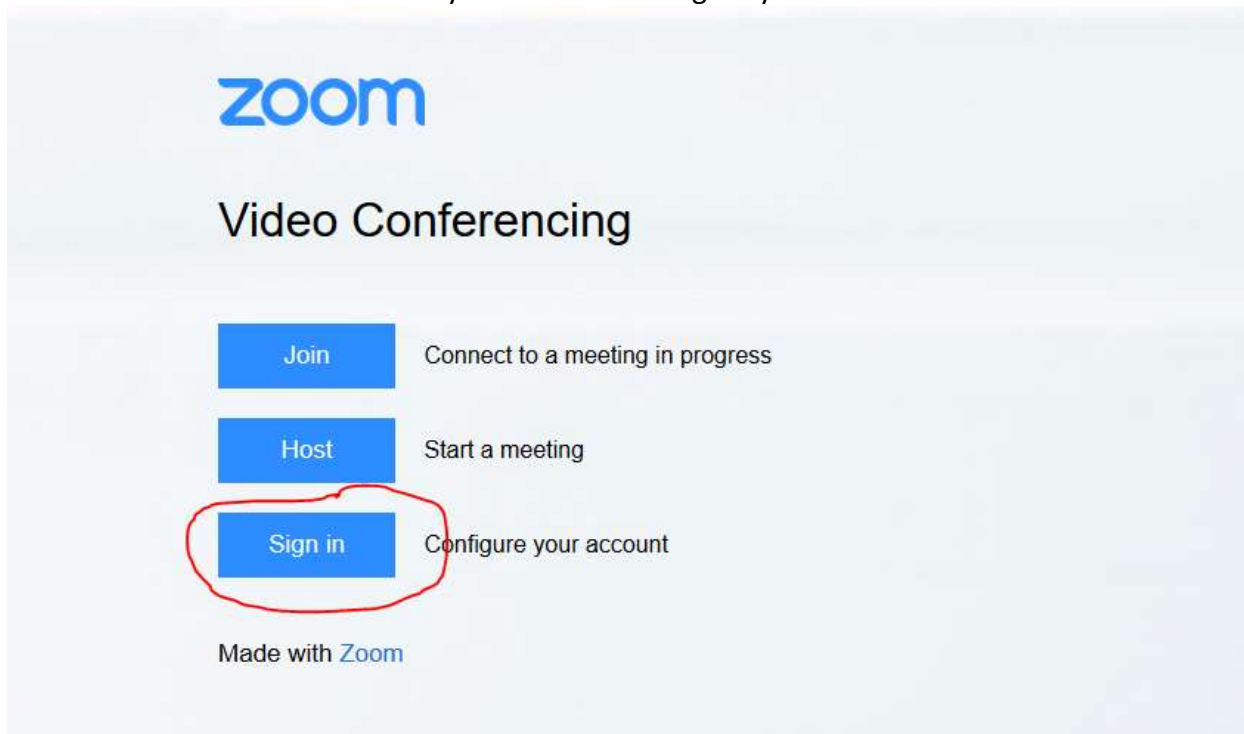 zoom
Video Conferencing
Join Connect to a meeting in progress
Host Start a meeting
Sign in Configure your account
Made with Zoom